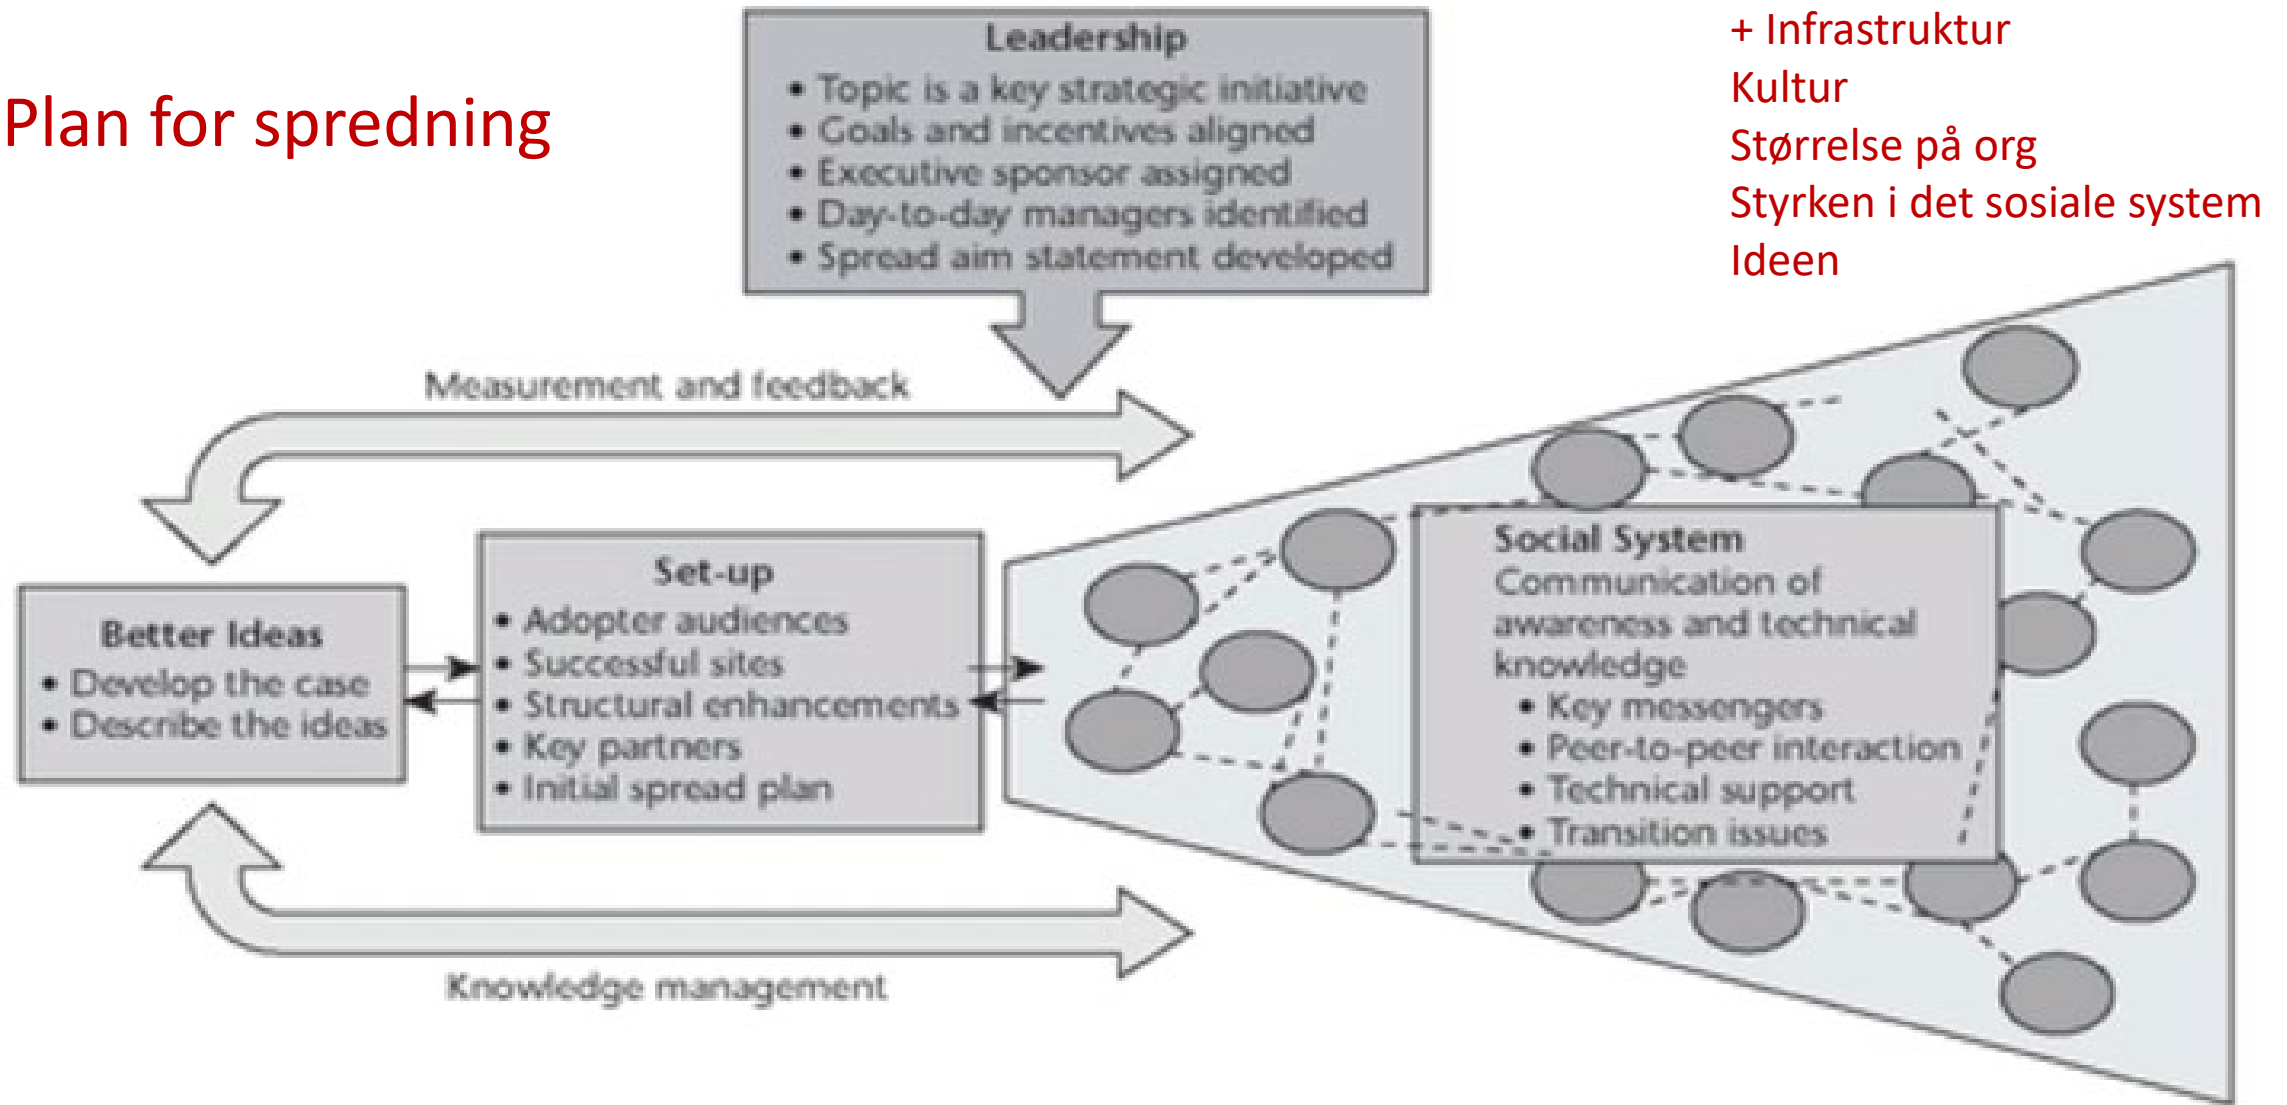 Plan for spredning
Leadership
• Topic is a key strategic initiative
• Goals and incentives aligned
• Executive sponsor assigned
• Day-to-day managers identified
• Spread aim statement developed
+ Infrastruktur
Kultur
Størrelse på org
Styrken i det sosiale system
Ideen
Measurement and feedback
Better Ideas
• Develop the case
• Describe the ideas
Set-up
• Adopter audiences
• Successful sites
• Structural enhancements
• Key partners
• Initial spread plan
Social System
Communication of
awareness and technical
knowledge
• Key messengers
• Peer-to-peer interaction
• Technical support
• Transition issues
Knowledge management